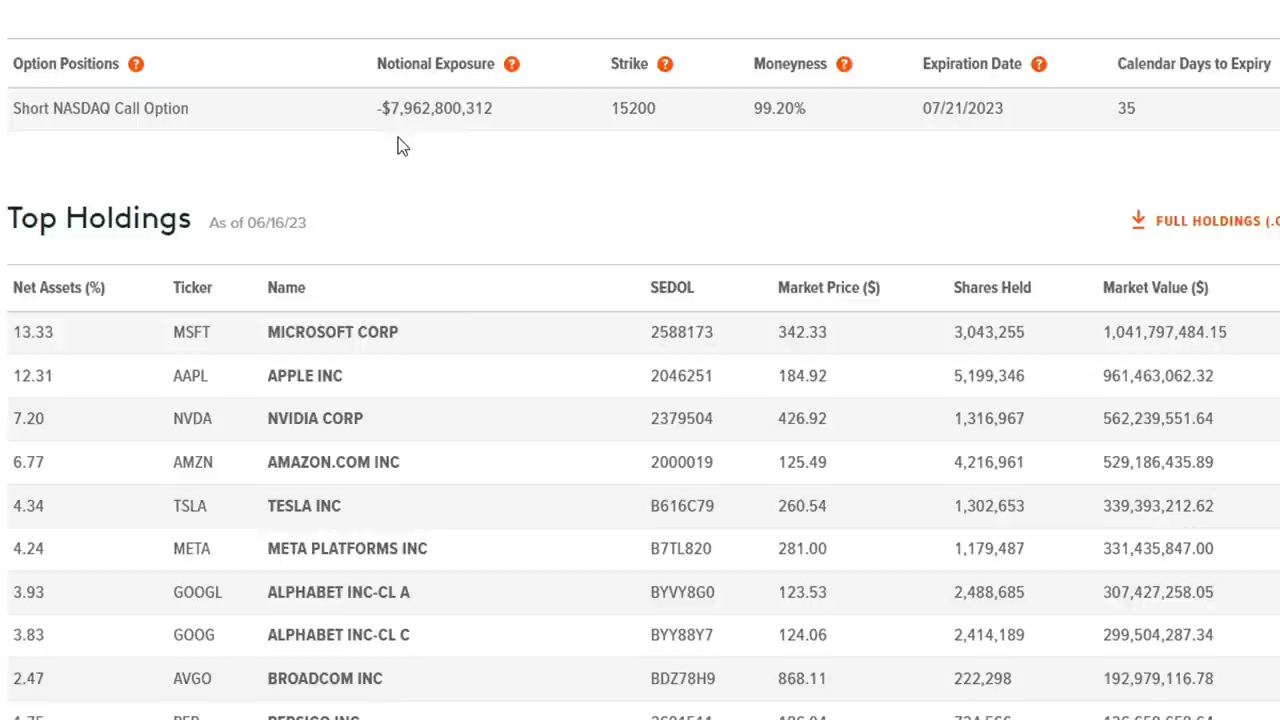 Option Positions ? Notional Exposure ? Strike ? Moneyness ? Expiration Date ? Calendar Days to Expiry
Short NASDAQ Call Option -$7,962,800,312 15200 99.20% 07/21/2023 35
Top Holdings As of 06/16/23 FULL HOLDINGS (.
Net Assets (%) Ticker Name SEDOL Market Price ($) Shares Held Market Value ($)
13.33 MSFT MICROSOFT CORP 2588173 342.33 3,043,255 1,041,797,484.15
12.31 AAPL APPLE INC 2046251 184.92 5,199,346 961,463,062.32
7.20 NVDA NVIDIA CORP 2379504 426.92 1,316,967 562,239,551.64
6.77 AMZN AMAZON.COM INC 2000019 125.49 4,216,961 529,186,435.89
4.34 TSLA TESLA INC B616C79 260.54 1,302,653 339,393,212.62
4.24 META META PLATFORMS INC B7TL820 281.00 1,179,487 331,435,847.00
3.93 GOOGL ALPHABET INC-CL A BYVY8G0 123.53 2,488,685 307,427,258.05
3.83 GOOG ALPHABET INC-CL C BYY88Y7 124.06 2,414,189 299,504,287.34
2.47 AVGO BROADCOM INC BDZ78H9 868.11 222,298 192,979,116.78